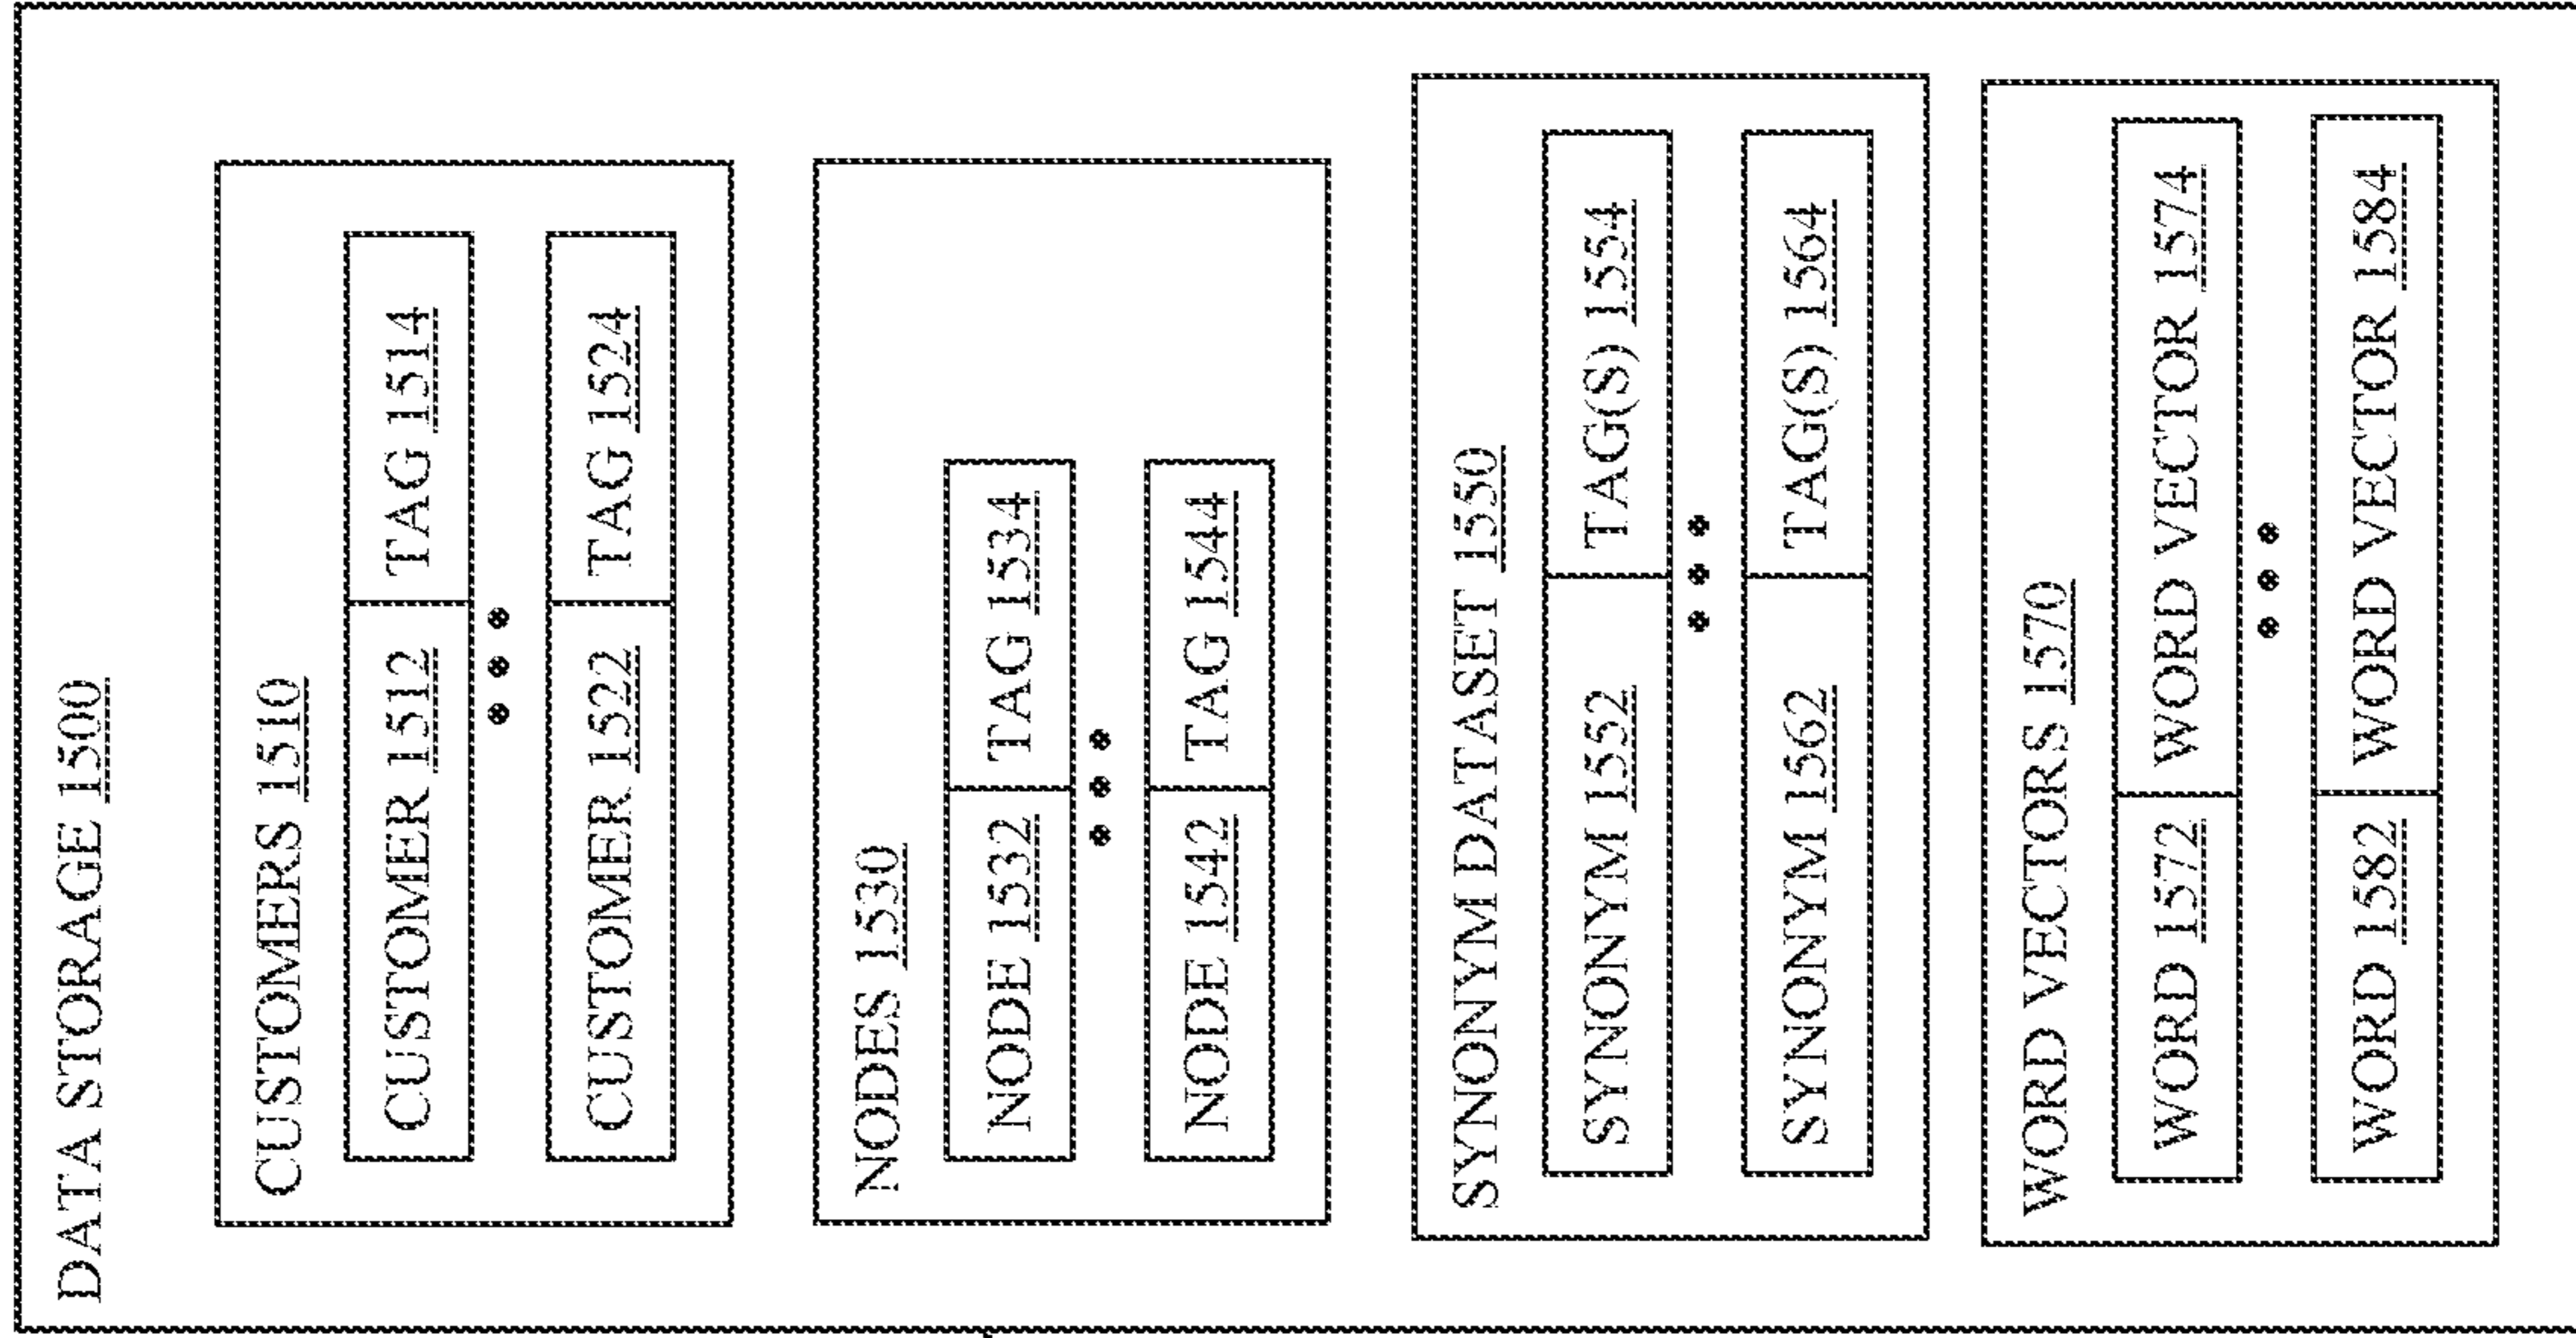 DATA STORAGE 1500
CUSTOMERS 1510
CUSTOMER 1512 TAG 1514
CUSTOMER 1522 TAG 1524
NODES 1530
NODE 1532 TAG 1534
NODE 1542 TAG 1544
SYNONYM DATASET 1550
SYNONYM 1552 TAG(S) 1554
SYNONYM 1562 TAG(S) 1564
WORD VECTORS 1570
WORD 1572 WORD VECTOR 1574
WORD 1582 WORD VECTOR 1584